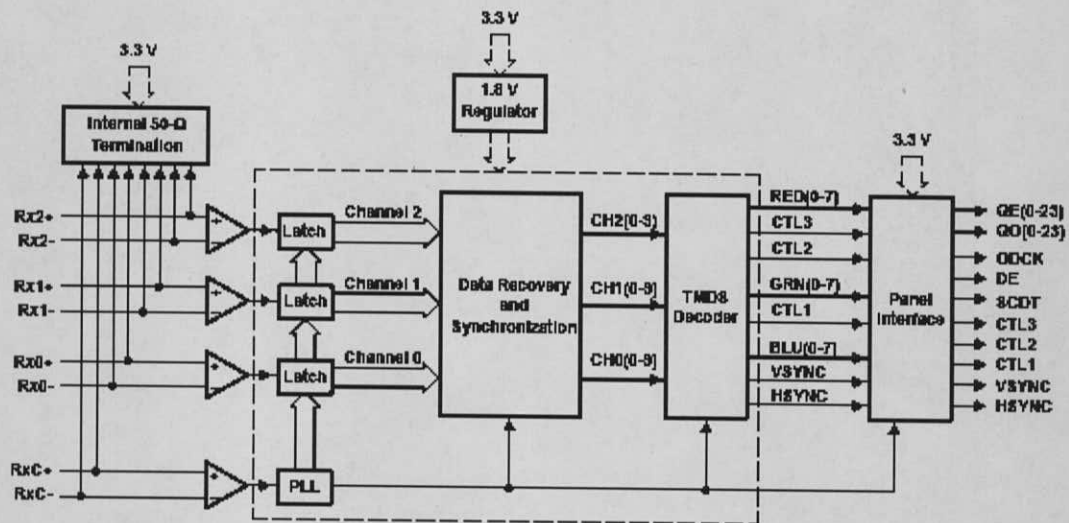 3.3 V
3.3 V
3.3 V
Internal 50-Ω
Termination
1.8 V
Regulator
Rx2+
Rx2-
Rx1+
Rx1-
Rx0+
Rx0-
RxC+
RxC-
+
-
+
-
+
-
+
-
Latch
Latch
Latch
PLL
Channel 2
Channel 1
Channel 0
Data Recovery
and
Synchronization
CH2(0-9)
CH1(0-9)
CH0(0-9)
TMDS
Decoder
RED(0-7)
CTL3
CTL2
GRN(0-7)
CTL1
BLU(0-7)
VSYNC
HSYNC
Panel
Interface
QE(0-23)
QO(0-23)
ODCK
DE
SCDT
CTL3
CTL2
CTL1
VSYNC
HSYNC